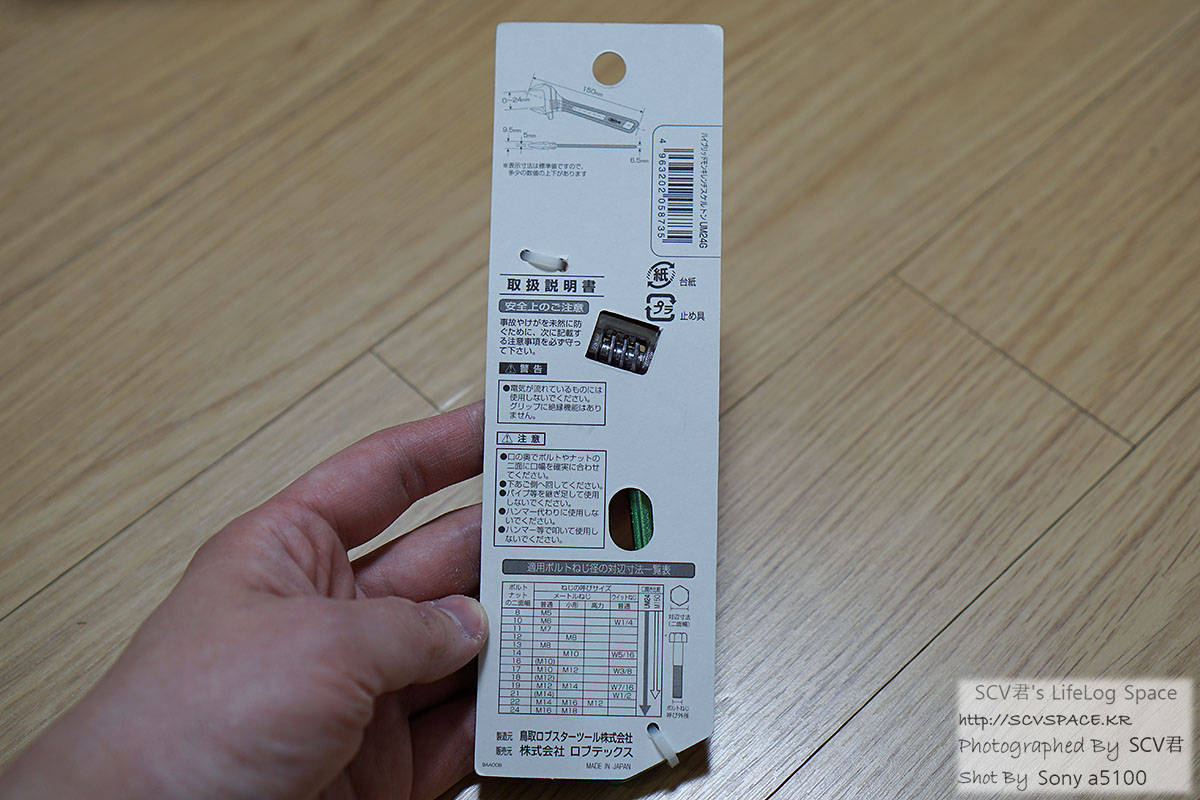 150mm
0〜24mm
9.5mm
5mm
6.5mm
※表示寸法は標準値ですので、
多少の数値の上下があります
ハイブリッドモンキレンチスケルトン UM24G
4 963202 058735
紙 台紙
プラ 止め具
取扱説明書
安全上のご注意
事故やけがを未然に防
ぐために、次に記載す
る注意事項を必ず守っ
て下さい。
⚠ 警告
●電気が流れているものには
使用しないでください。
グリップに絶縁機能はあり
ません。
⚠ 注意
●口の奥でボルトやナットの
二面に口幅を確実に合わせ
てください。
●下あご側へ回してください。
●パイプ等を継ぎ足して使用
しないでください。
●ハンマー代わりに使用しな
いでください。
●ハンマー等で叩いて使用し
ないでください。
適用ボルトねじ径の対辺寸法一覧表
ボルト
ナット
の二面幅
ねじの呼びサイズ
メートルねじ ウイットねじ
普通 小形 高力 普通
8 M5
10 M6 W1/4
11 M7
12 M8
13 M8
14 M10 W5/16
16 (M10)
17 M10 M12 W3/8
18 (M12)
19 M12 M14 W7/16
21 (M14) W1/2
22 M14 M16 M12
24 M16 M18
UM24
対辺寸法
(二面幅)
ボルトねじ
呼び外径
製造元 鳥取ロブスターツール株式会社
販売元 株式会社 ロブテックス
MADE IN JAPAN
SCV君's LifeLog Space
http://SCVSPACE.KR
Photographed By SCV君
Shot By Sony a5100